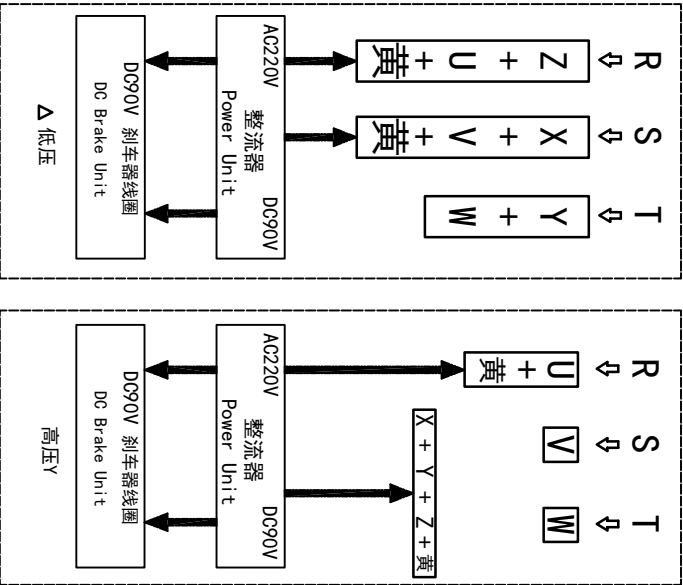 R S T
Z + U + 黄
X + V + 黄
Y + W
AC220V 整流器 DC90V
Power Unit
DC90V 刹车器线圈
DC Brake Unit
Δ 低压
R S T
U + 黄
V
W
X + Y + Z + 黄
AC220V 整流器 DC90V
Power Unit
DC90V 刹车器线圈
DC Brake Unit
高压Y